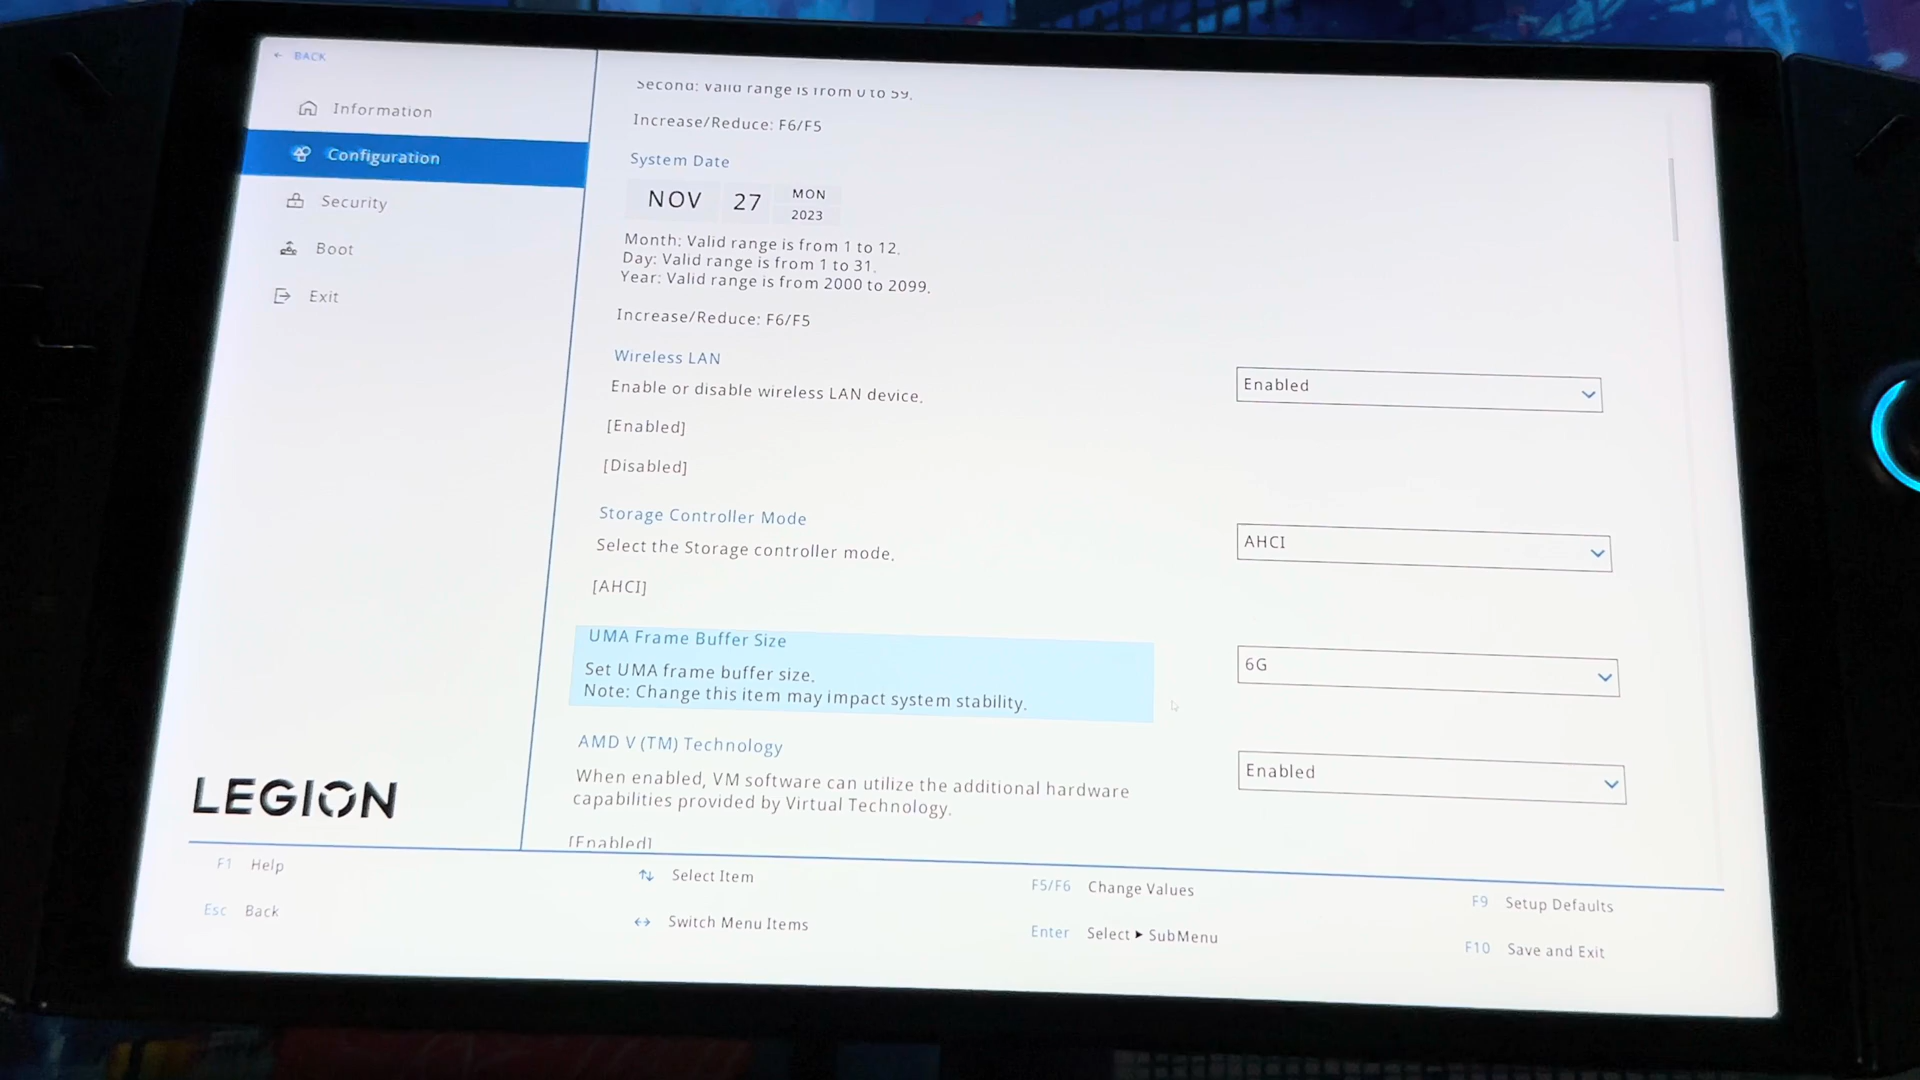 ← BACK
Information
Configuration
Security
Boot
Exit
LEGION
Second: Valid range is from 0 to 59.
Increase/Reduce: F6/F5
System Date
NOV 27 MON
2023
Month: Valid range is from 1 to 12.
Day: Valid range is from 1 to 31.
Year: Valid range is from 2000 to 2099.
Increase/Reduce: F6/F5
Wireless LAN
Enable or disable wireless LAN device.
Enabled
[Enabled]
[Disabled]
Storage Controller Mode
Select the Storage controller mode.
AHCI
[AHCI]
UMA Frame Buffer Size
Set UMA frame buffer size.
Note: Change this item may impact system stability.
6G
AMD V (TM) Technology
When enabled, VM software can utilize the additional hardware
capabilities provided by Virtual Technology.
Enabled
[Enabled]
F1 Help
Esc Back
↑↓ Select Item
↔ Switch Menu Items
F5/F6 Change Values
Enter Select ▸ SubMenu
F9 Setup Defaults
F10 Save and Exit